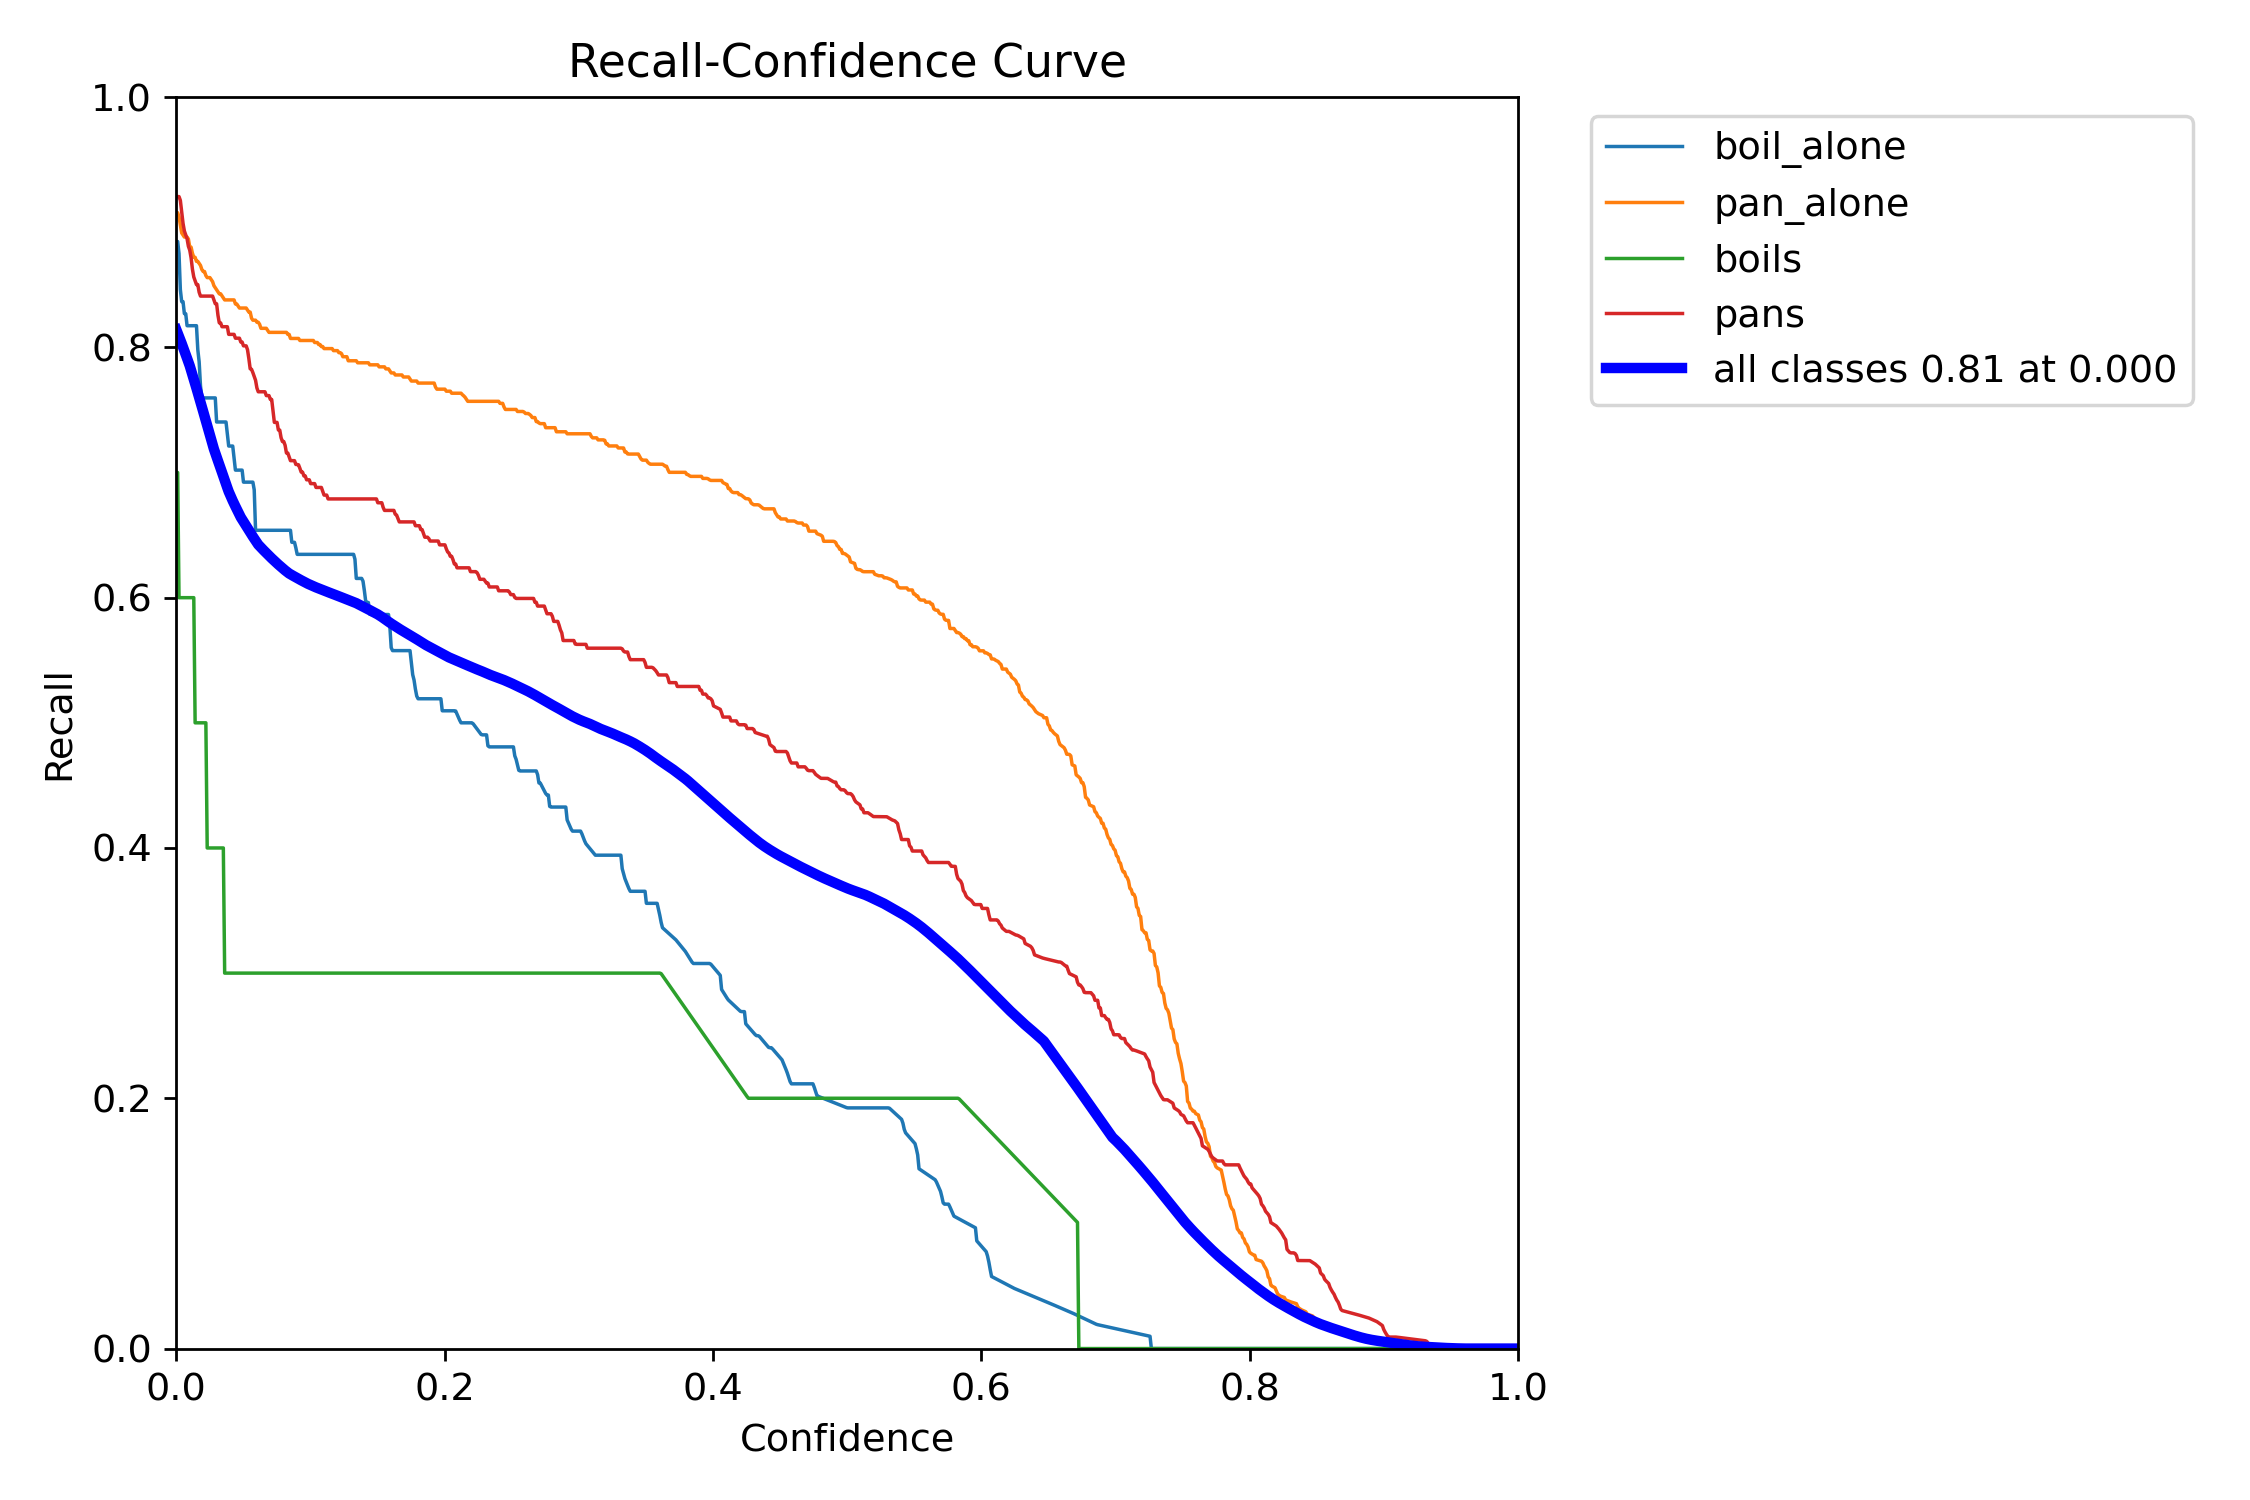 Recall-Confidence Curve
1.0
0.8
0.6
0.4
0.2
0.0
Recall
0.0 0.2 0.4 0.6 0.8 1.0
Confidence
boil_alone
pan_alone
boils
pans
all classes 0.81 at 0.000